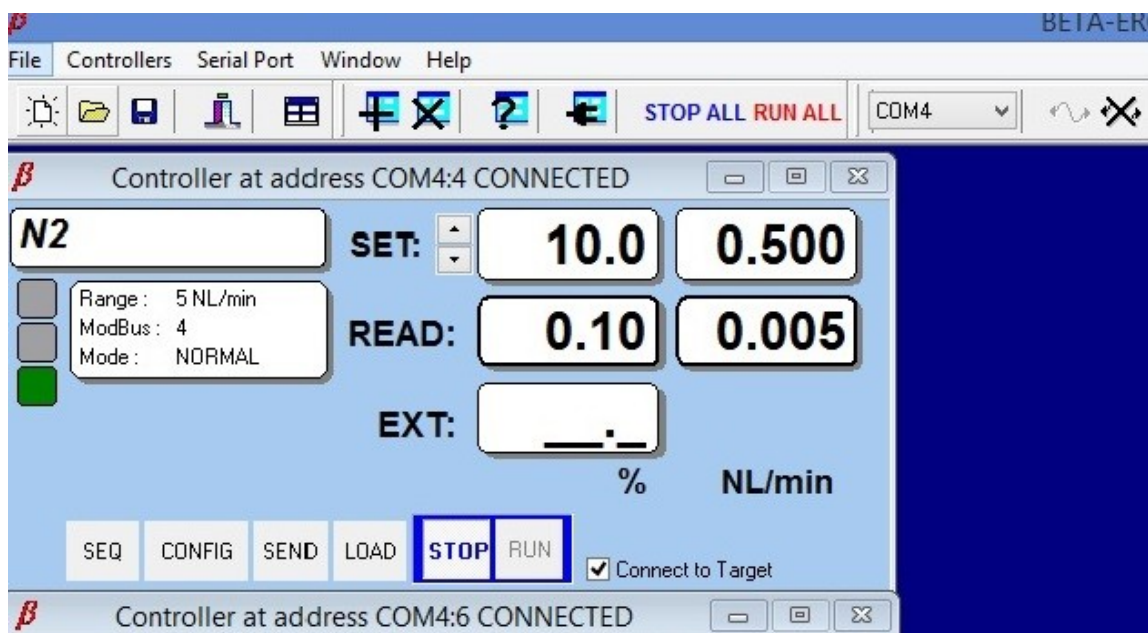 β BETA-ER
File Controllers Serial Port Window Help
STOP ALL RUN ALL COM4
β Controller at address COM4:4 CONNECTED
N2 SET: 10.0 0.500
Range : 5 NL/min
ModBus : 4
Mode : NORMAL
READ: 0.10 0.005
EXT: __._
% NL/min
SEQ CONFIG SEND LOAD STOP RUN Connect to Target
β Controller at address COM4:6 CONNECTED